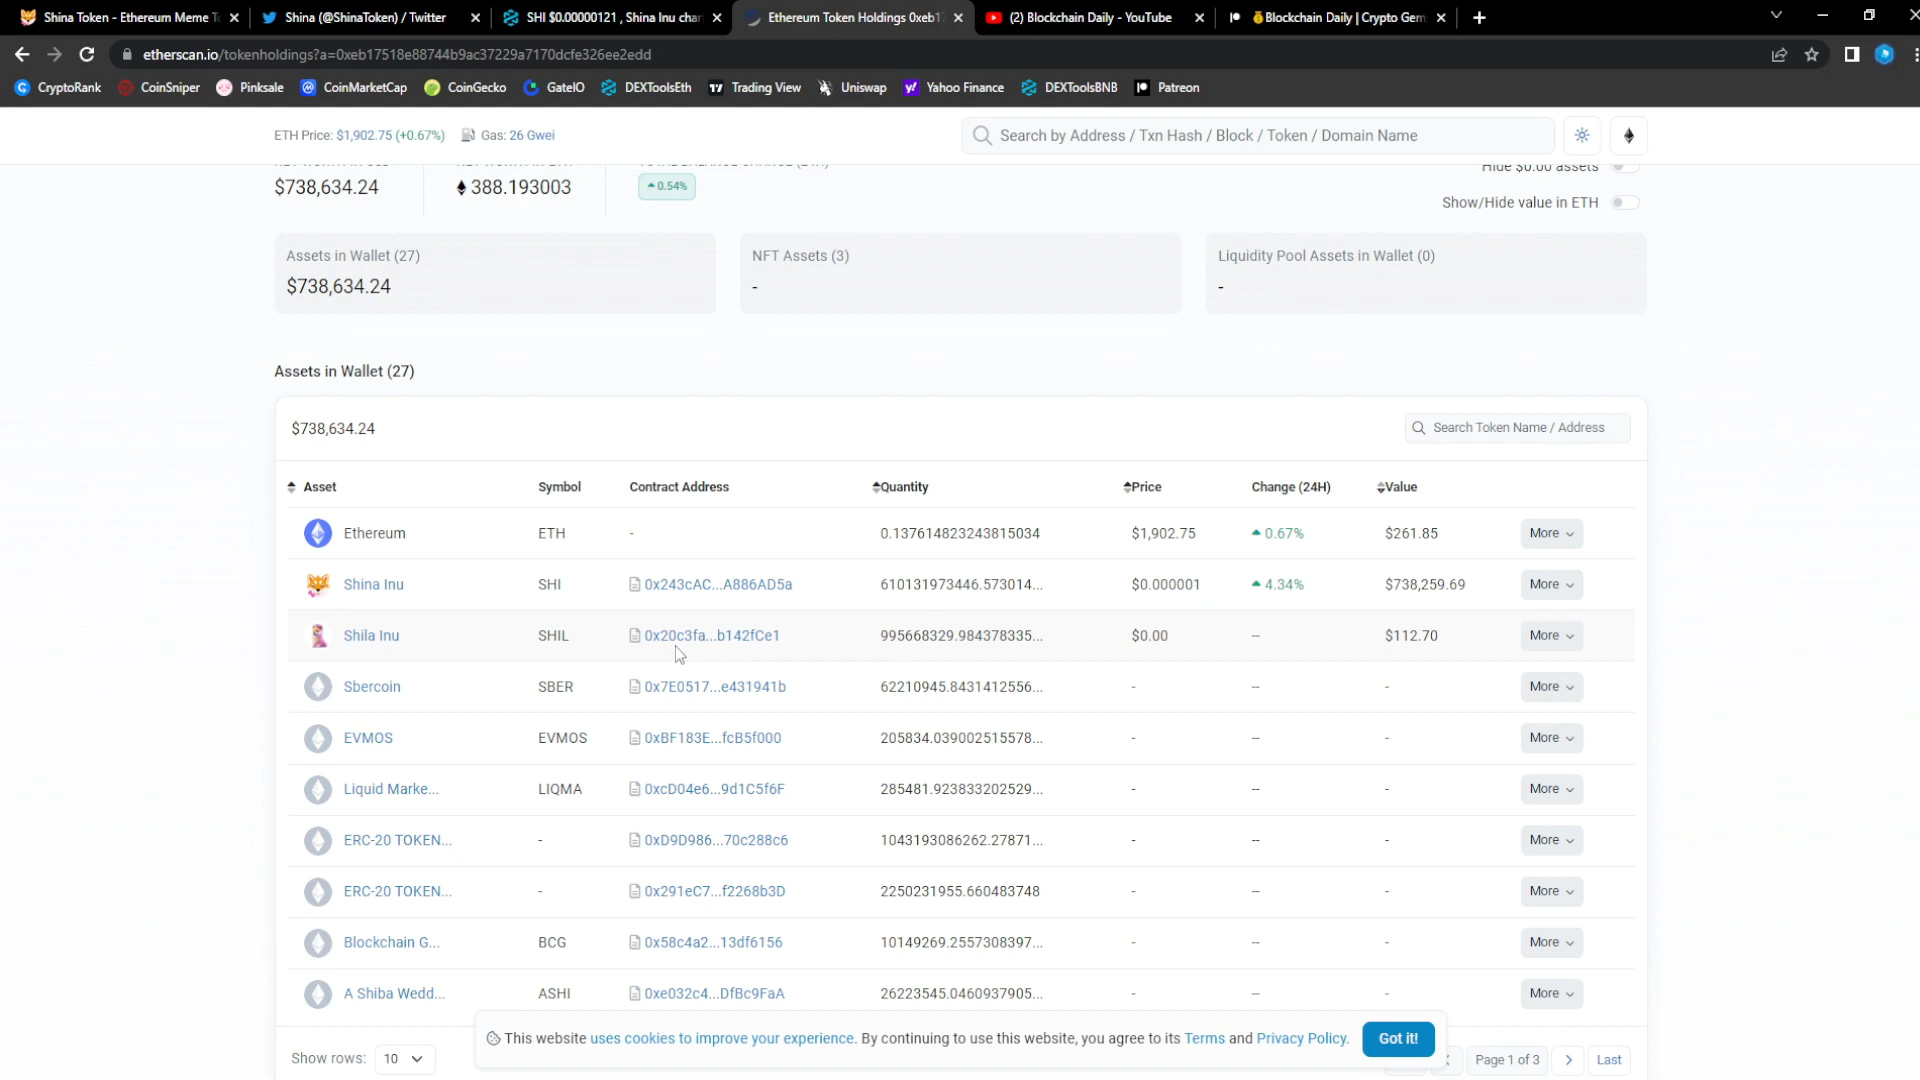 Shina Token - Ethereum Meme T
Shina (@ShinaToken) / Twitter
SHI $0.00000121 , Shina Inu char
Ethereum Token Holdings 0xeb17
(2) Blockchain Daily - YouTube
Blockchain Daily | Crypto Gem
etherscan.io/tokenholdings?a=0xeb17518e88744b9ac37229a7170dcfe326ee2edd
CryptoRank CoinSniper Pinksale CoinMarketCap CoinGecko GateIO DEXToolsEth Trading View Uniswap Yahoo Finance DEXToolsBNB Patreon
ETH Price: $1,902.75 (+0.67%) Gas: 26 Gwei
Search by Address / Txn Hash / Block / Token / Domain Name
Hide $0.00 assets
$738,634.24 388.193003 0.54%
Show/Hide value in ETH
Assets in Wallet (27) NFT Assets (3) Liquidity Pool Assets in Wallet (0)
$738,634.24 - -
Assets in Wallet (27)
$738,634.24 Search Token Name / Address
Asset Symbol Contract Address Quantity Price Change (24H) Value
Ethereum ETH - 0.137614823243815034 $1,902.75 0.67% $261.85 More
Shina Inu SHI 0x243cAC...A886AD5a 610131973446.573014... $0.000001 4.34% $738,259.69 More
Shila Inu SHIL 0x20c3fa...b142fCe1 995668329.984378335... $0.00 -- $112.70 More
Sbercoin SBER 0x7E0517...e431941b 62210945.8431412556... - -- - More
EVMOS EVMOS 0xBF183E...fcB5f000 205834.039002515578... - -- - More
Liquid Marke... LIQMA 0xcD04e6...9d1C5f6F 285481.923833202529... - -- - More
ERC-20 TOKEN... - 0xD9D986...70c288c6 1043193086262.27871... - -- - More
ERC-20 TOKEN... - 0x291eC7...f2268b3D 2250231955.660483748 - -- - More
Blockchain G... BCG 0x58c4a2...13df6156 10149269.2557308397... - -- - More
A Shiba Wedd... ASHI 0xe032c4...DfBc9FaA 26223545.0460937905... - -- - More
This website uses cookies to improve your experience. By continuing to use this website, you agree to its Terms and Privacy Policy. Got it!
Show rows: 10 Page 1 of 3 Last